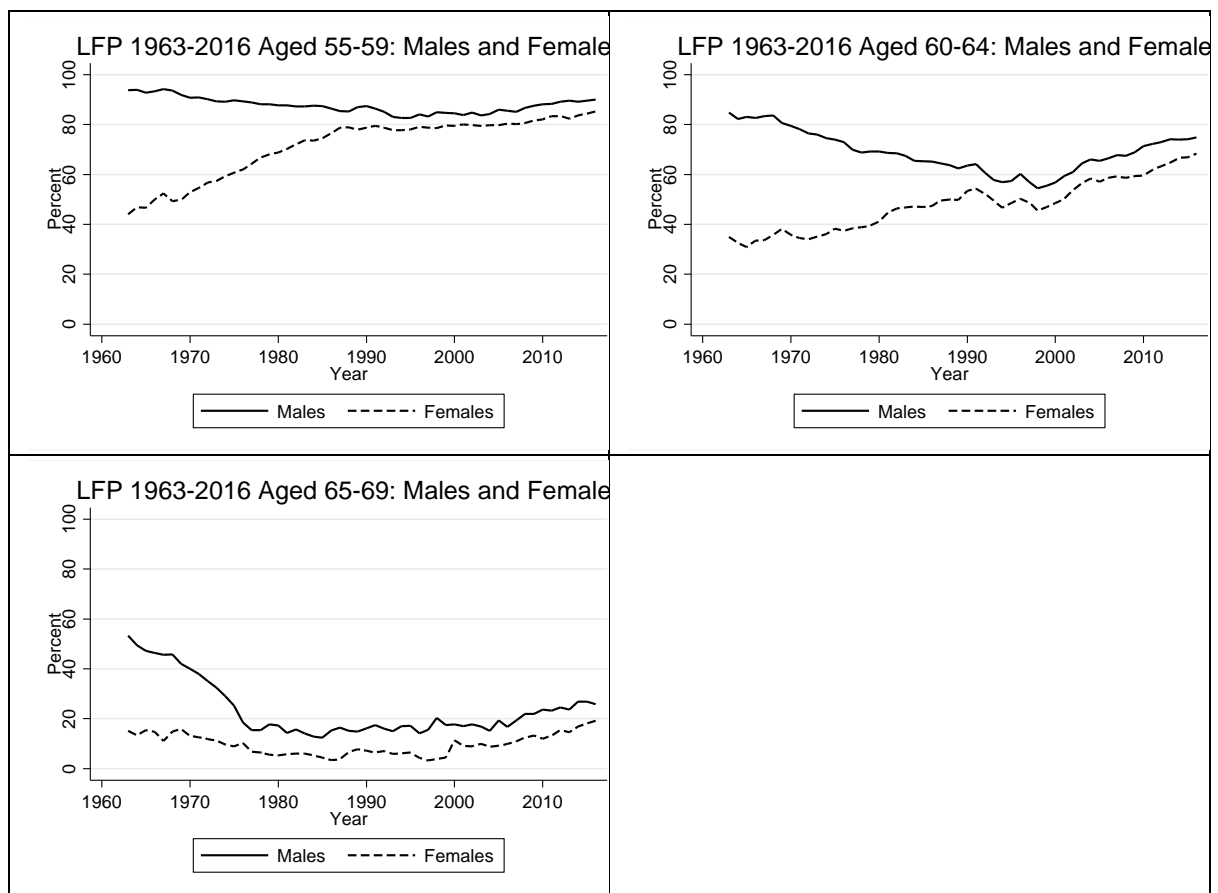 LFP 1963-2016 Aged 55-59: Males and Female
Percent
100
80
60
40
20
0
1960 1970 1980 1990 2000 2010
Year
Males Females
LFP 1963-2016 Aged 60-64: Males and Female
Percent
100
80
60
40
20
0
1960 1970 1980 1990 2000 2010
Year
Males Females
LFP 1963-2016 Aged 65-69: Males and Female
Percent
100
80
60
40
20
0
1960 1970 1980 1990 2000 2010
Year
Males Females